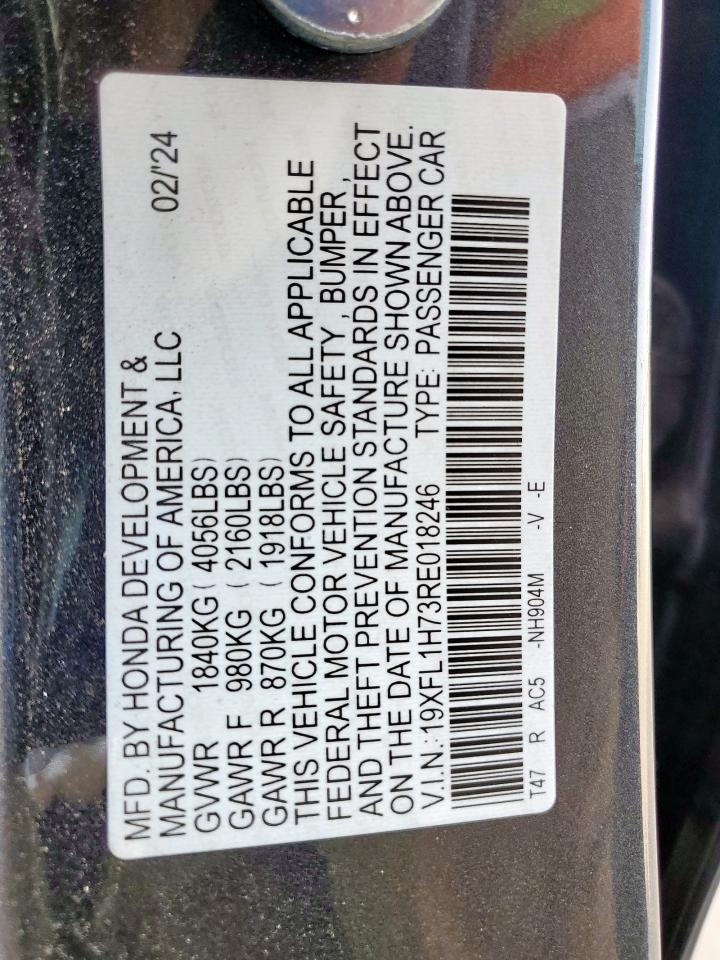 MFD. BY HONDA DEVELOPMENT &
MANUFACTURING OF AMERICA, LLC 02/'24
GVWR 1840KG ( 4056LBS)
GAWR F 980KG ( 2160LBS)
GAWR R 870KG ( 1918LBS)
THIS VEHICLE CONFORMS TO ALL APPLICABLE
FEDERAL MOTOR VEHICLE SAFETY , BUMPER ,
AND THEFT PREVENTION STANDARDS IN EFFECT
ON THE DATE OF MANUFACTURE SHOWN ABOVE.
V.I.N.: 19XFL1H73RE018246 TYPE: PASSENGER CAR
T47 R AC5 -NH904M -V -E